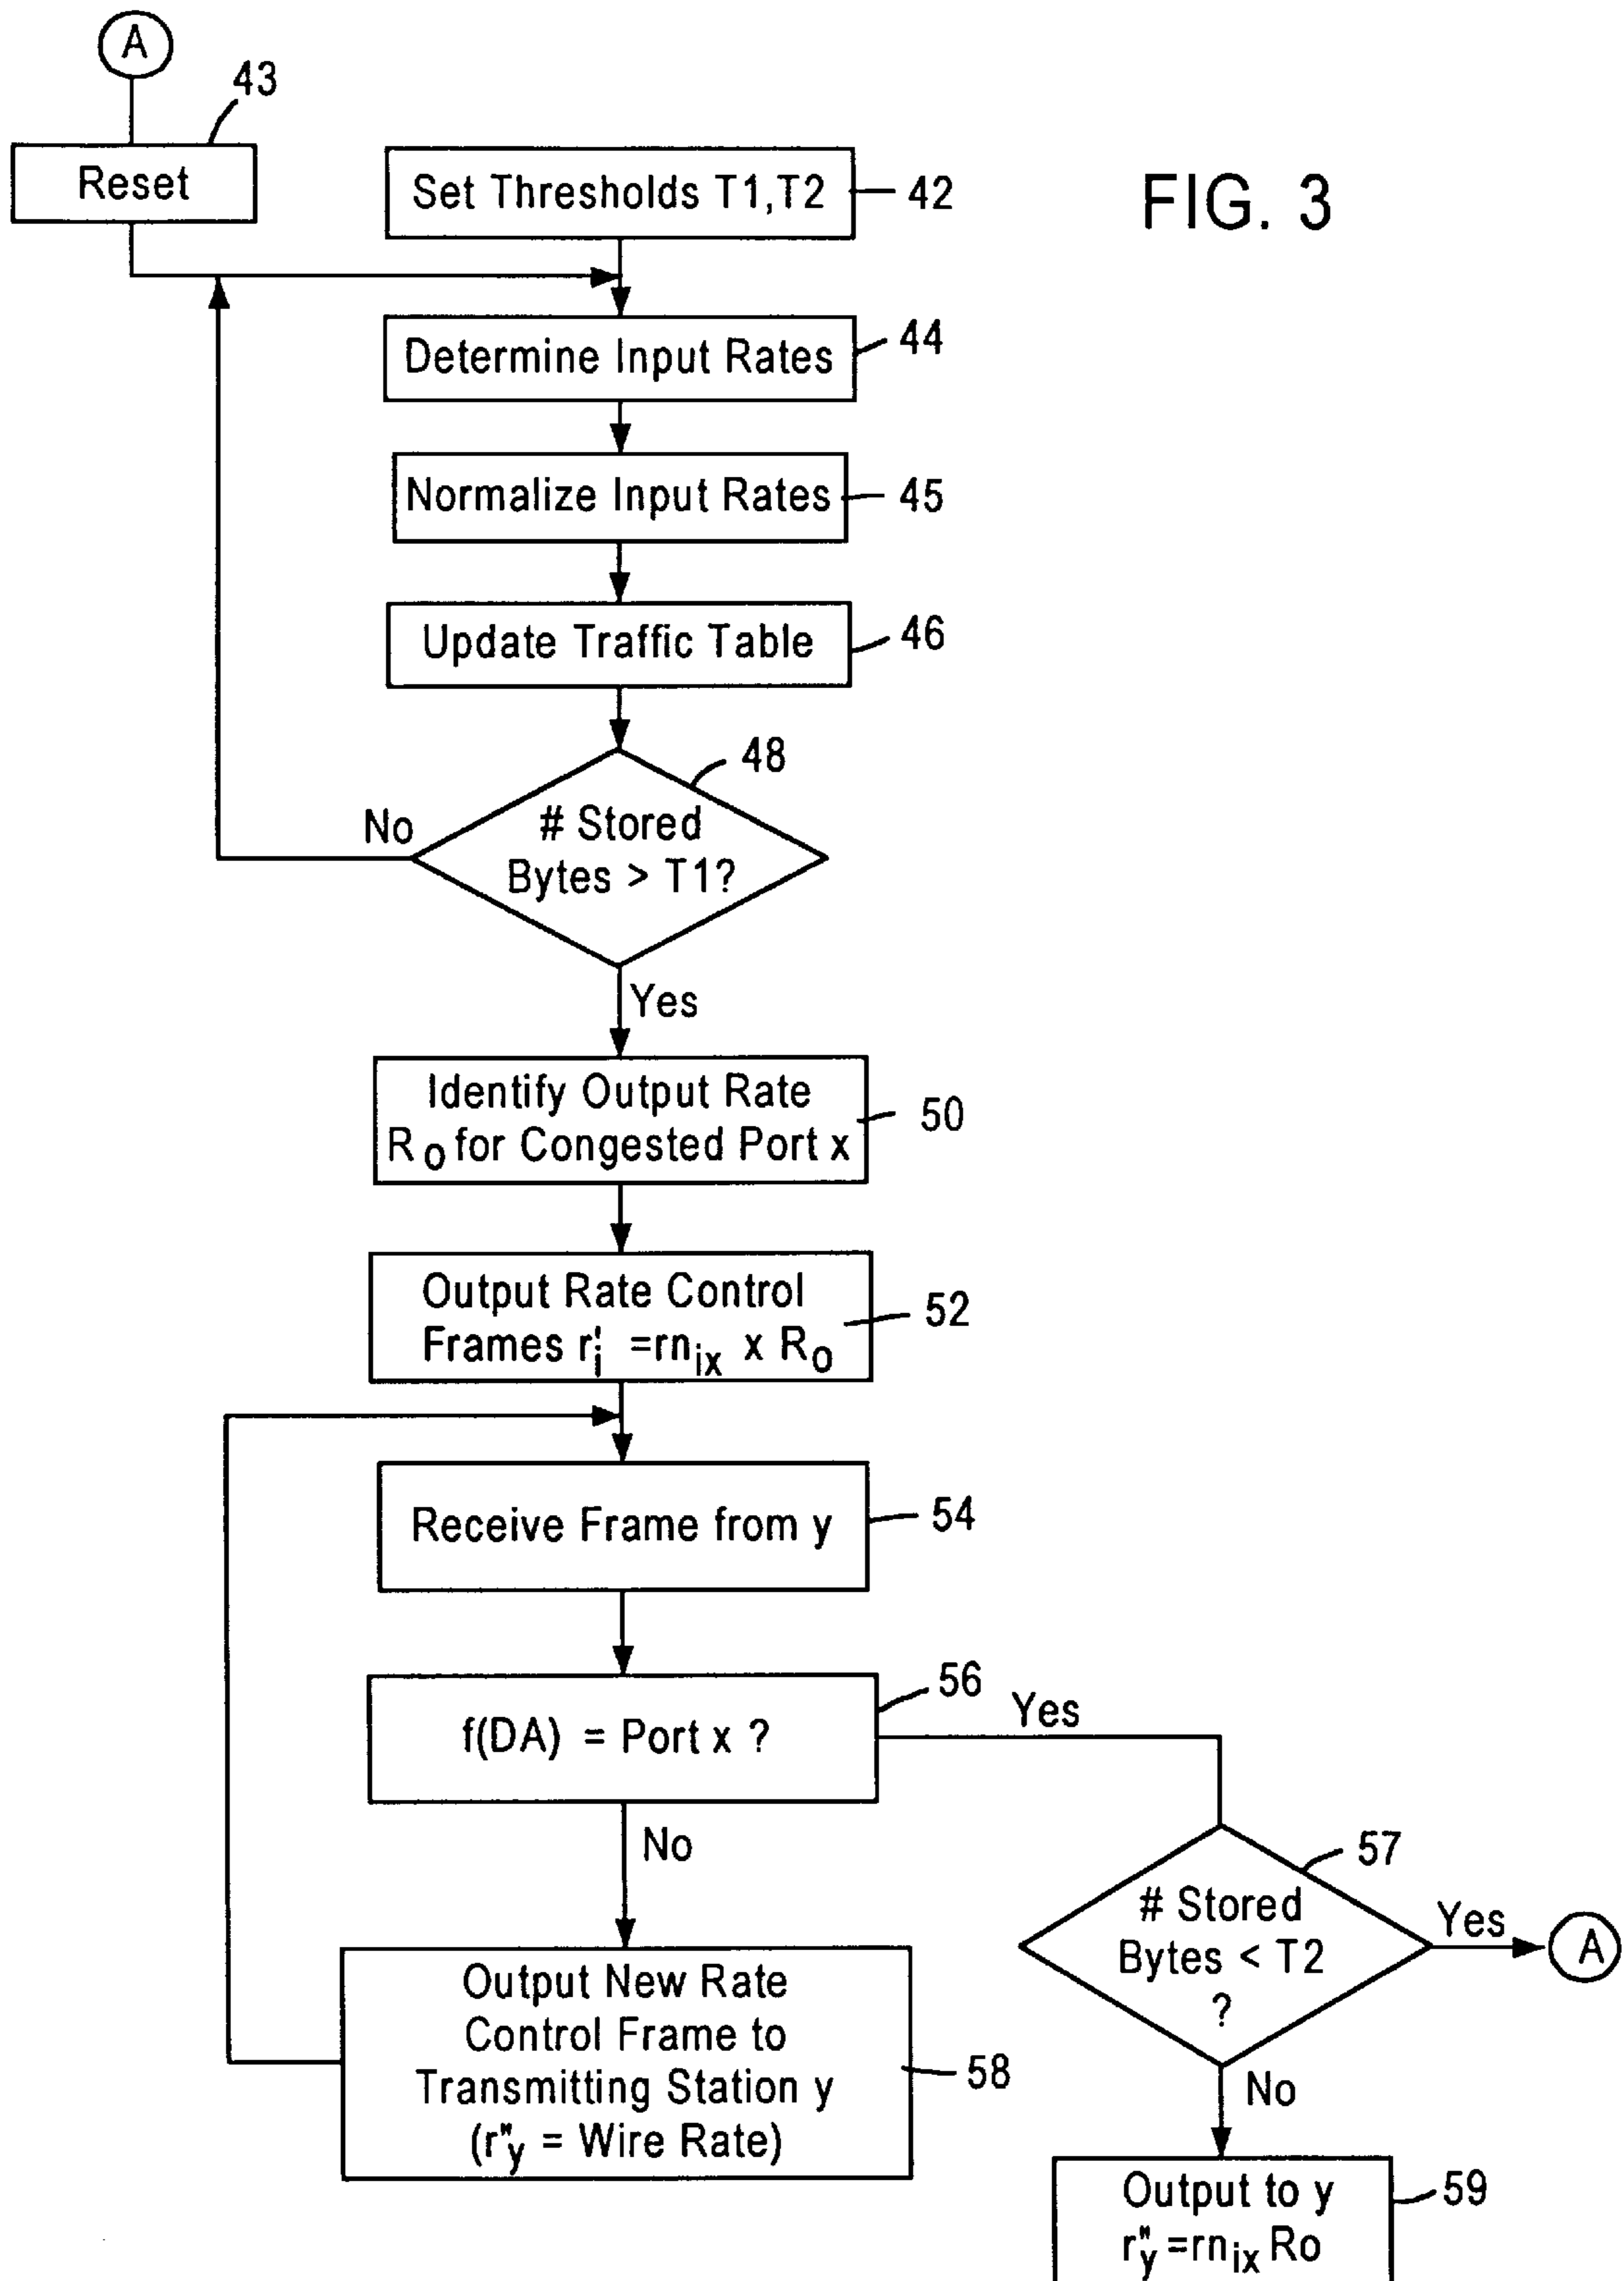 A
43
Reset
Set Thresholds T1,T2
42
FIG. 3
Determine Input Rates
44
Normalize Input Rates
45
Update Traffic Table
46
48
# Stored
Bytes > T1?
No
Yes
Identify Output Rate
Ro for Congested Port x
50
Output Rate Control
Frames r'i =rnix x Ro
52
Receive Frame from y
54
f(DA) = Port x ?
56
Yes
No
57
# Stored
Bytes < T2
?
Yes
A
No
Output New Rate
Control Frame to
Transmitting Station y
(r"y = Wire Rate)
58
Output to y
r"y =rnix Ro
59